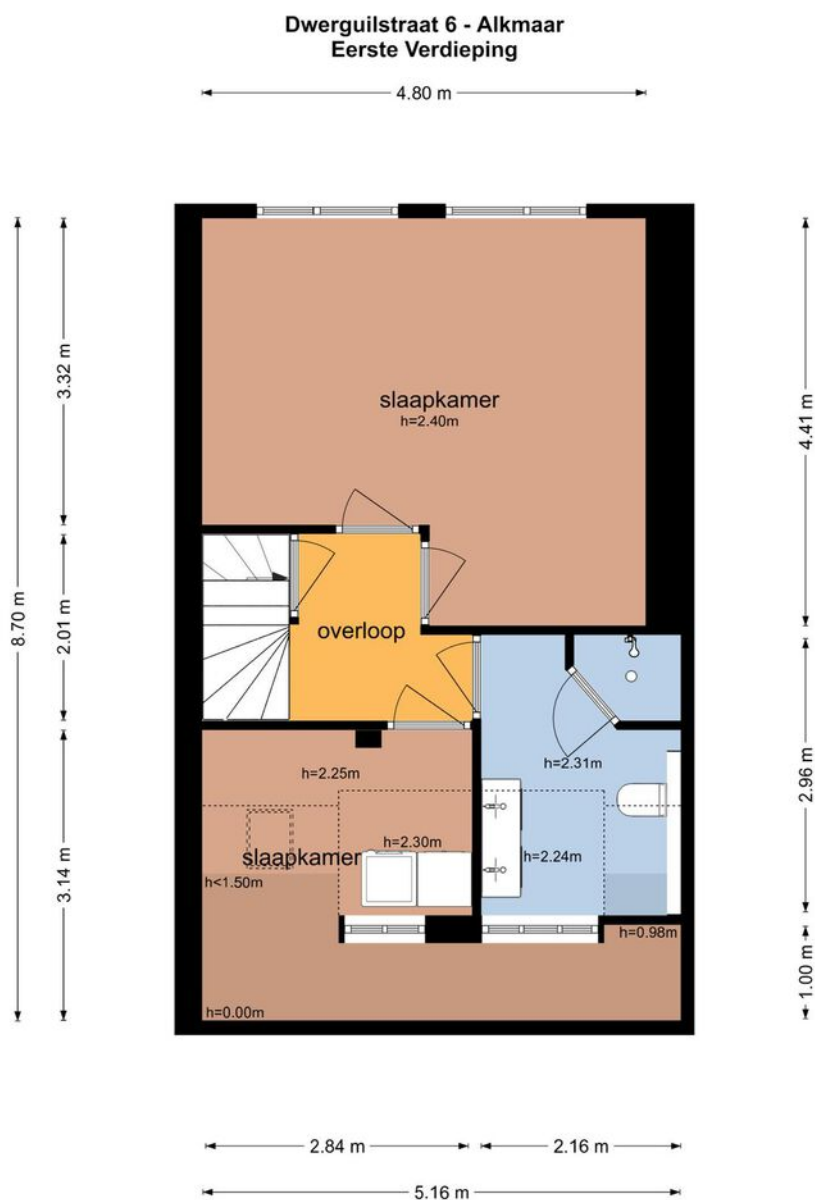 Dwerguilstraat 6 - Alkmaar
Eerste Verdieping
4.80 m
3.32 m
4.41 m
slaapkamer
h=2.40m
8.70 m
2.01 m
overloop
h=2.31m
h=2.25m
2.96 m
h=2.30m
slaapkamer
h=2.24m
3.14 m
h<1.50m
h=0.98m
1.00 m
h=0.00m
2.84 m
2.16 m
5.16 m